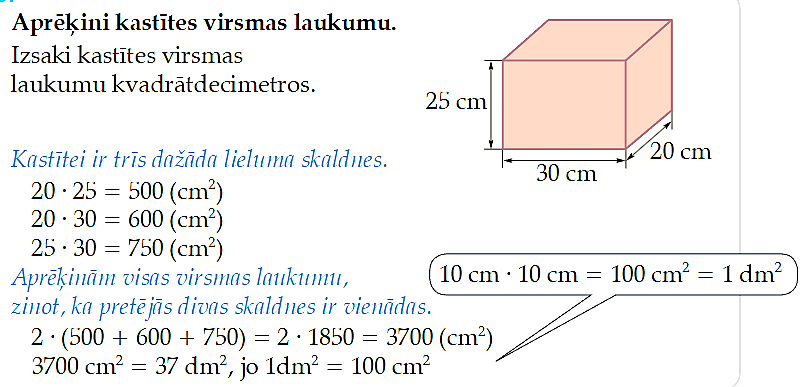 Aprēķini kastītes virsmas laukumu.
Izsaki kastītes virsmas
laukumu kvadrātdecimetros.
25 cm
20 cm
30 cm
Kastītei ir trīs dažāda lieluma skaldnes.
20 · 25 = 500 (cm²)
20 · 30 = 600 (cm²)
25 · 30 = 750 (cm²)
Aprēķinām visas virsmas laukumu,
zinot, ka pretējās divas skaldnes ir vienādas.
10 cm · 10 cm = 100 cm² = 1 dm²
2 · (500 + 600 + 750) = 2 · 1850 = 3700 (cm²)
3700 cm² = 37 dm², jo 1dm² = 100 cm²